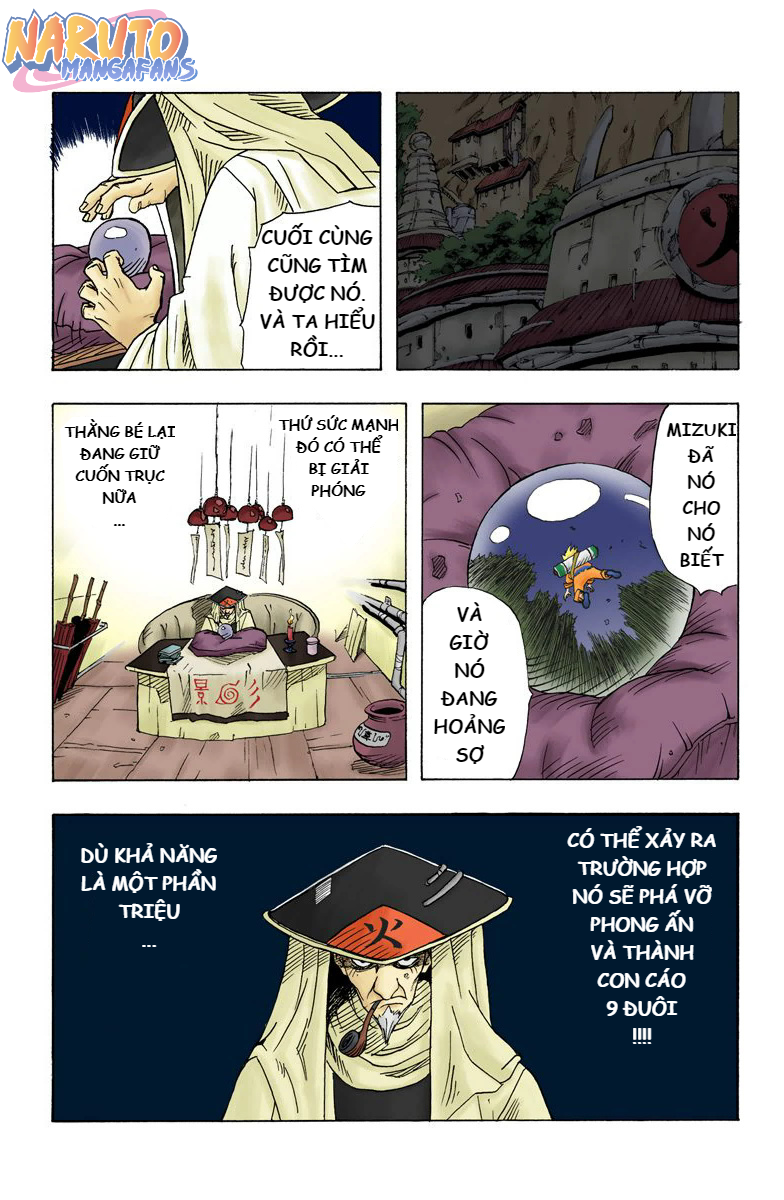 NARUTO
MANGAFANS
火
CUỐI CÙNG
CŨNG TÌM
ĐƯỢC NÓ.
VÀ TA HIỂU
RỒI...
MIZUKI
ĐÃ
NÓ
CHO
NÓ
BIẾT
VÀ
GIỜ
NÓ
ĐANG
HOẢNG
SỢ
THỨ SỨC MẠNH
ĐÓ CÓ THỂ
BỊ GIẢI
PHÓNG
THẰNG BÉ LẠI
ĐANG GIỮ
CUỐN TRỤC
NỮA
...
CÓ THỂ XẢY RA
TRƯỜNG HỢP
NÓ SẼ PHÁ VỠ
PHONG ẤN
VÀ THÀNH
CON CÁO
9 ĐUÔI
!!!!
DÙ KHẢ NĂNG
LÀ MỘT PHẦN
TRIỆU
...
火